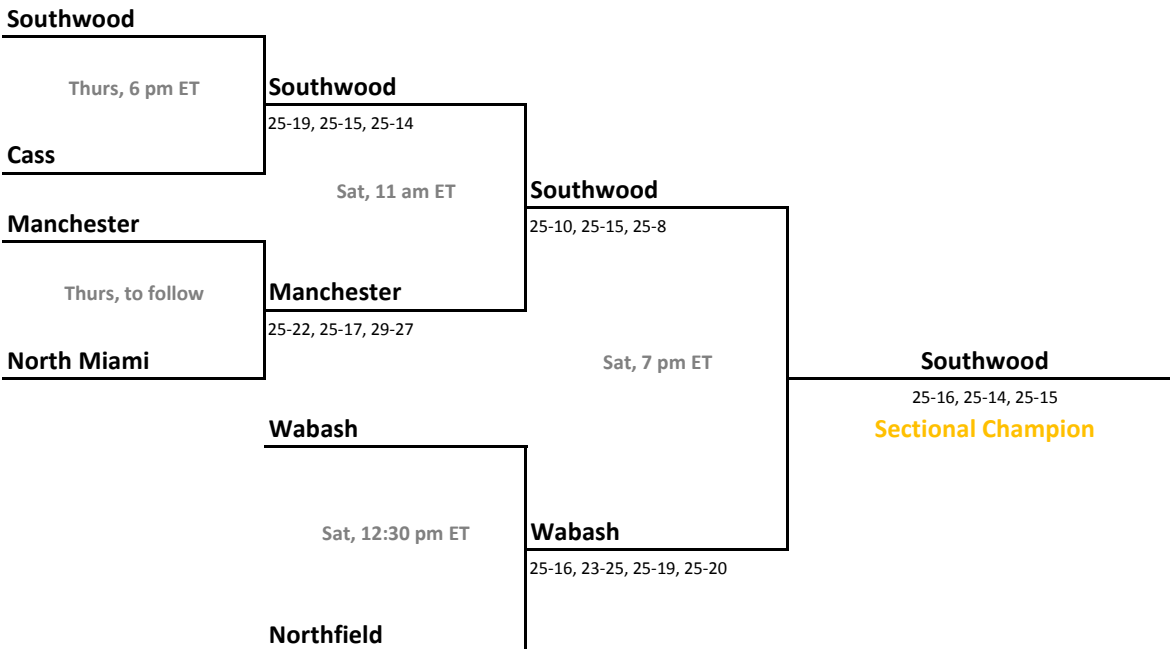 Southwood
Thurs, 6 pm ET
Southwood
25-19, 25-15, 25-14
Cass
Sat, 11 am ET
Southwood
25-10, 25-15, 25-8
Manchester
Thurs, to follow
Manchester
25-22, 25-17, 29-27
North Miami
Sat, 7 pm ET
Southwood
25-16, 25-14, 25-15
Sectional Champion
Wabash
Sat, 12:30 pm ET
Wabash
25-16, 23-25, 25-19, 25-20
Northfield